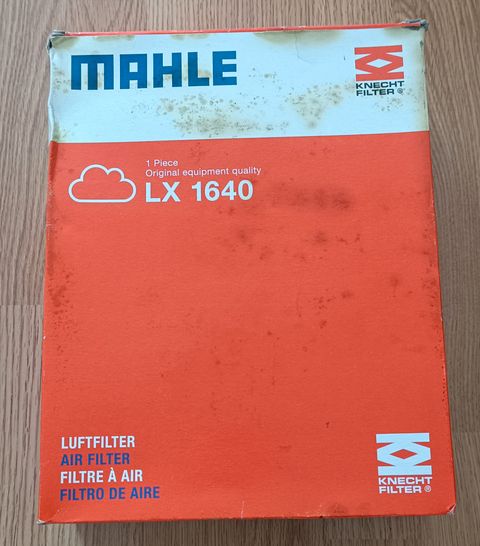 MAHLE
KNECHT
FILTER®
1 Piece
Original equipment quality
LX 1640
LUFTFILTER
AIR FILTER
FILTRE À AIR
FILTRO DE AIRE
KNECHT
FILTER®